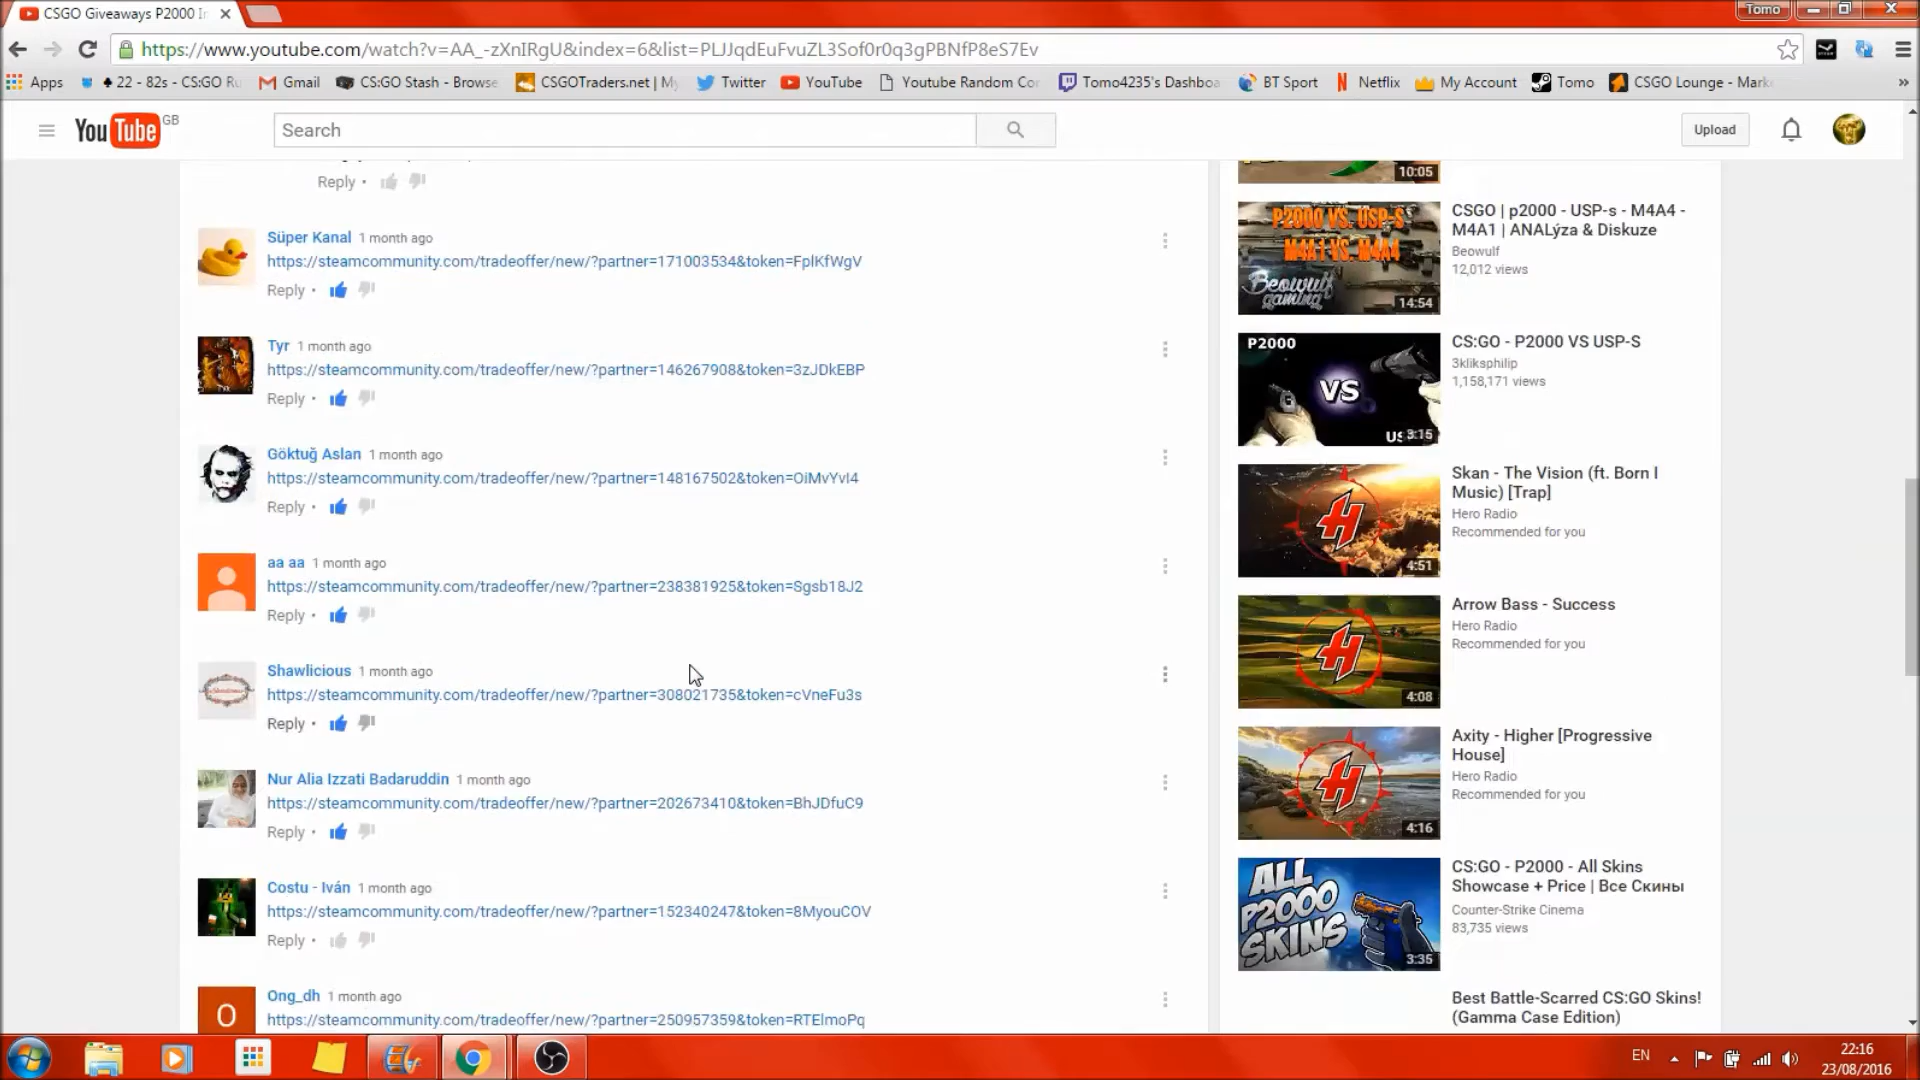 CSGO Giveaways P2000 Im
Tomo
https://www.youtube.com/watch?v=AA_-zXnIRgU&index=6&list=PLJJqdEuFvuZL3Sof0r0q3gPBNfP8eS7Ev
Apps
22 - 82s - CS:GO Ru
Gmail
CS:GO Stash - Browse
CSGOTraders.net | My
Twitter
YouTube
Youtube Random Cor
Tomo4235's Dashboa
BT Sport
Netflix
My Account
Tomo
CSGO Lounge - Mark
»
YouTube GB
Search
Upload
Reply •
Süper Kanal 1 month ago
https://steamcommunity.com/tradeoffer/new/?partner=171003534&token=FplKfWgV
Reply •
Tyr 1 month ago
https://steamcommunity.com/tradeoffer/new/?partner=146267908&token=3zJDkEBP
Reply •
Göktuğ Aslan 1 month ago
https://steamcommunity.com/tradeoffer/new/?partner=148167502&token=OiMvYvI4
Reply •
aa aa 1 month ago
https://steamcommunity.com/tradeoffer/new/?partner=238381925&token=Sgsb18J2
Reply •
Shawlicious 1 month ago
https://steamcommunity.com/tradeoffer/new/?partner=308021735&token=cVneFu3s
Reply •
Nur Alia Izzati Badaruddin 1 month ago
https://steamcommunity.com/tradeoffer/new/?partner=202673410&token=BhJDfuC9
Reply •
Costu - Iván 1 month ago
https://steamcommunity.com/tradeoffer/new/?partner=152340247&token=8MyouCOV
Reply •
O
Ong_dh 1 month ago
https://steamcommunity.com/tradeoffer/new/?partner=250957359&token=RTElmoPq
10:05
P2000 VS. USP-S
M4A1 VS. M4A4
Beowulf
gaming
14:54
CSGO | p2000 - USP-s - M4A4 -
M4A1 | ANALýza & Diskuze
Beowulf
12,012 views
P2000
VS
US
3:15
CS:GO - P2000 VS USP-S
3kliksphilip
1,158,171 views
H
4:51
Skan - The Vision (ft. Born I
Music) [Trap]
Hero Radio
Recommended for you
H
4:08
Arrow Bass - Success
Hero Radio
Recommended for you
H
4:16
Axity - Higher [Progressive
House]
Hero Radio
Recommended for you
ALL
P2000
SKINS
3:35
CS:GO - P2000 - All Skins
Showcase + Price | Все Скины
Counter-Strike Cinema
83,735 views
Best Battle-Scarred CS:GO Skins!
(Gamma Case Edition)
EN
22:16
23/08/2016